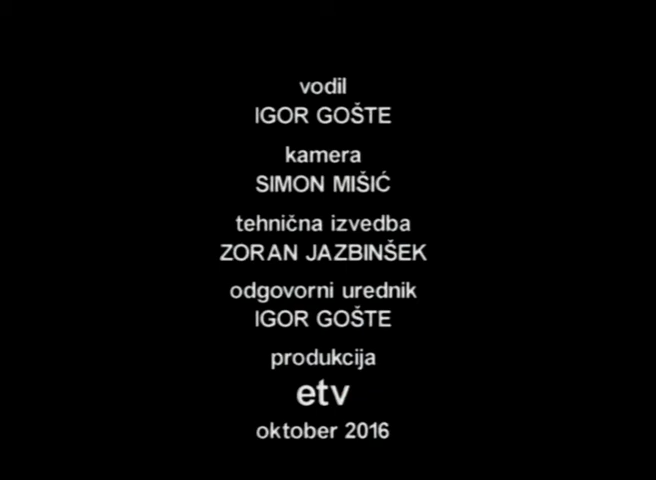 vodil
IGOR GOŠTE
kamera
SIMON MIŠIĆ
tehnična izvedba
ZORAN JAZBINŠEK
odgovorni urednik
IGOR GOŠTE
produkcija
etv
oktober 2016